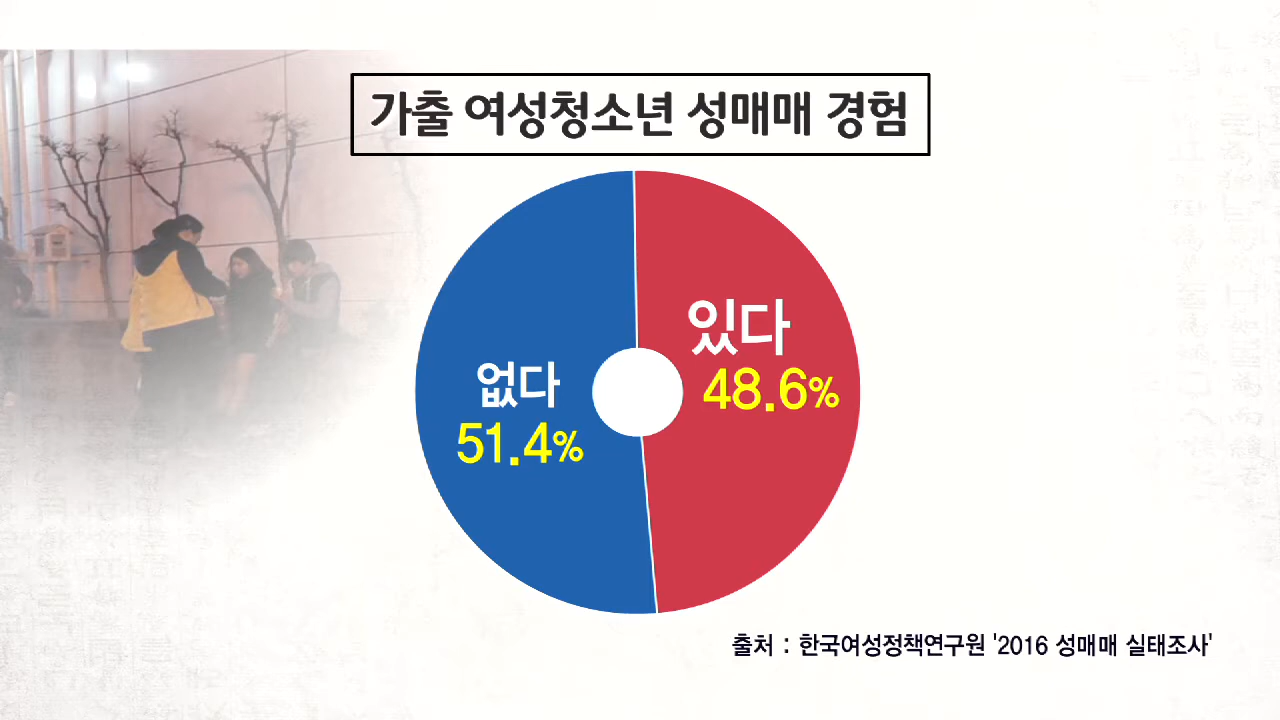 가출 여성청소년 성매매 경험
있다
48.6%
없다
51.4%
출처 : 한국여성정책연구원 '2016 성매매 실태조사'